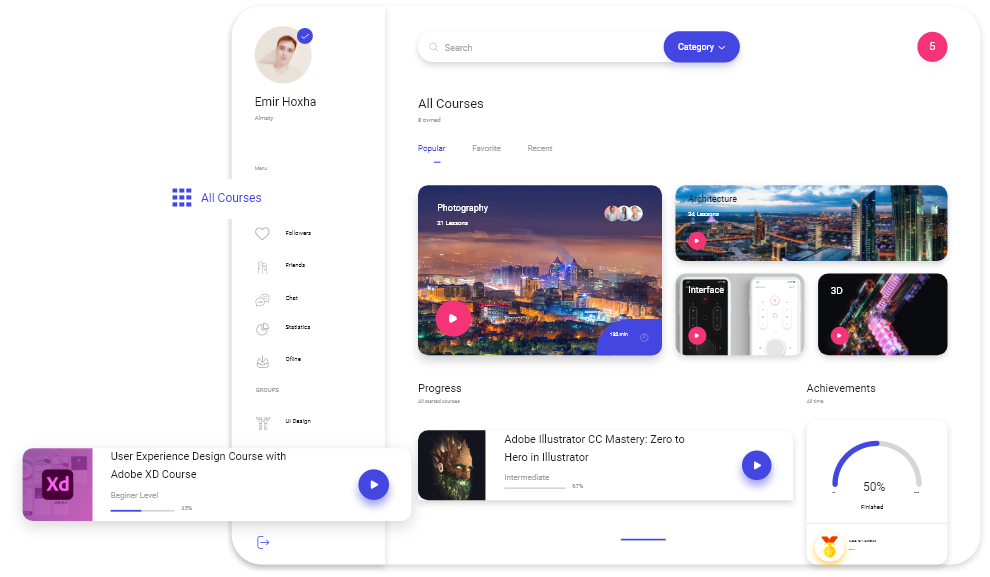 Search
Category
5
Emir Hoxha
Almaty
All Courses
8 owned
Menu
Popular
Favorite
Recent
All Courses
Photography
21 Lessons
Architecture
34 Lessons
Followers
Friends
Chat
Statistics
Ofline
Interface
3D
GROUPS
UI Design
Progress
All started courses
Achievements
All time
Adobe Illustrator CC Mastery: Zero to
Hero in Illustrator
Intermediate
67%
User Experience Design Course with
Adobe XD Course
Beginer Level
45%
Xd
50%
Finished